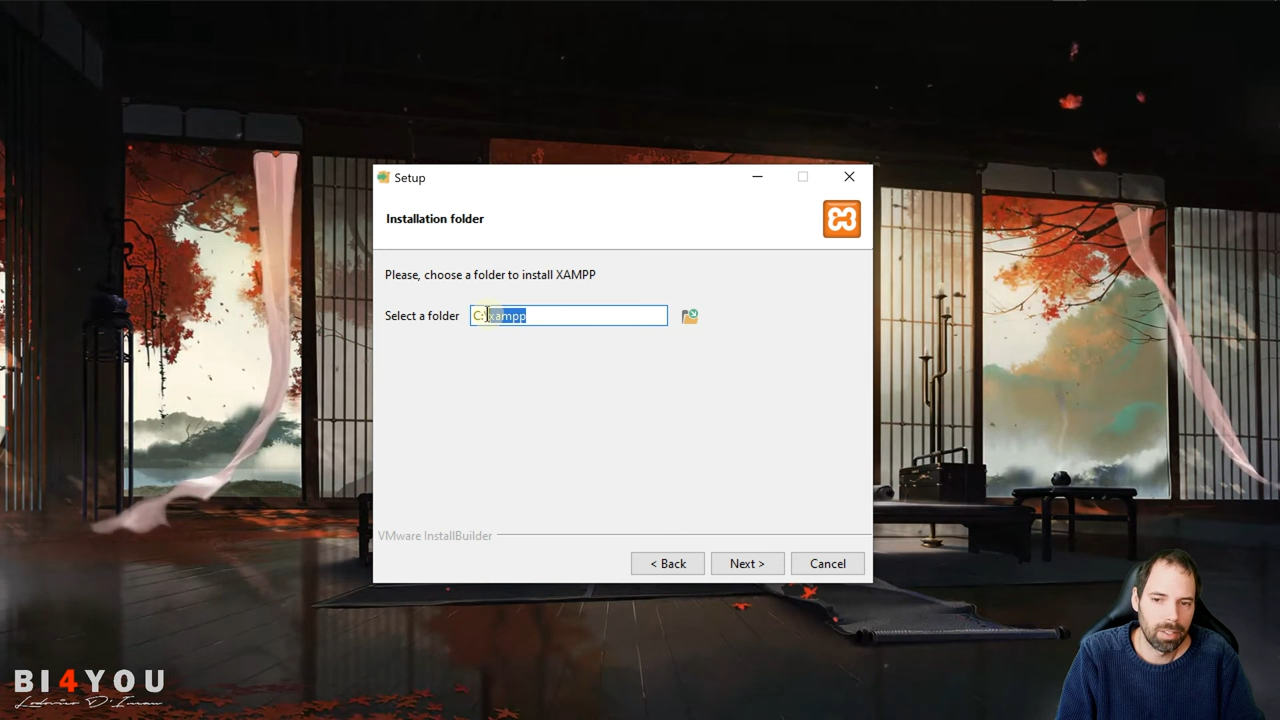 Setup
Installation folder
Please, choose a folder to install XAMPP
Select a folder C:\xampp
VMware InstallBuilder
< Back Next > Cancel
BI4YOU